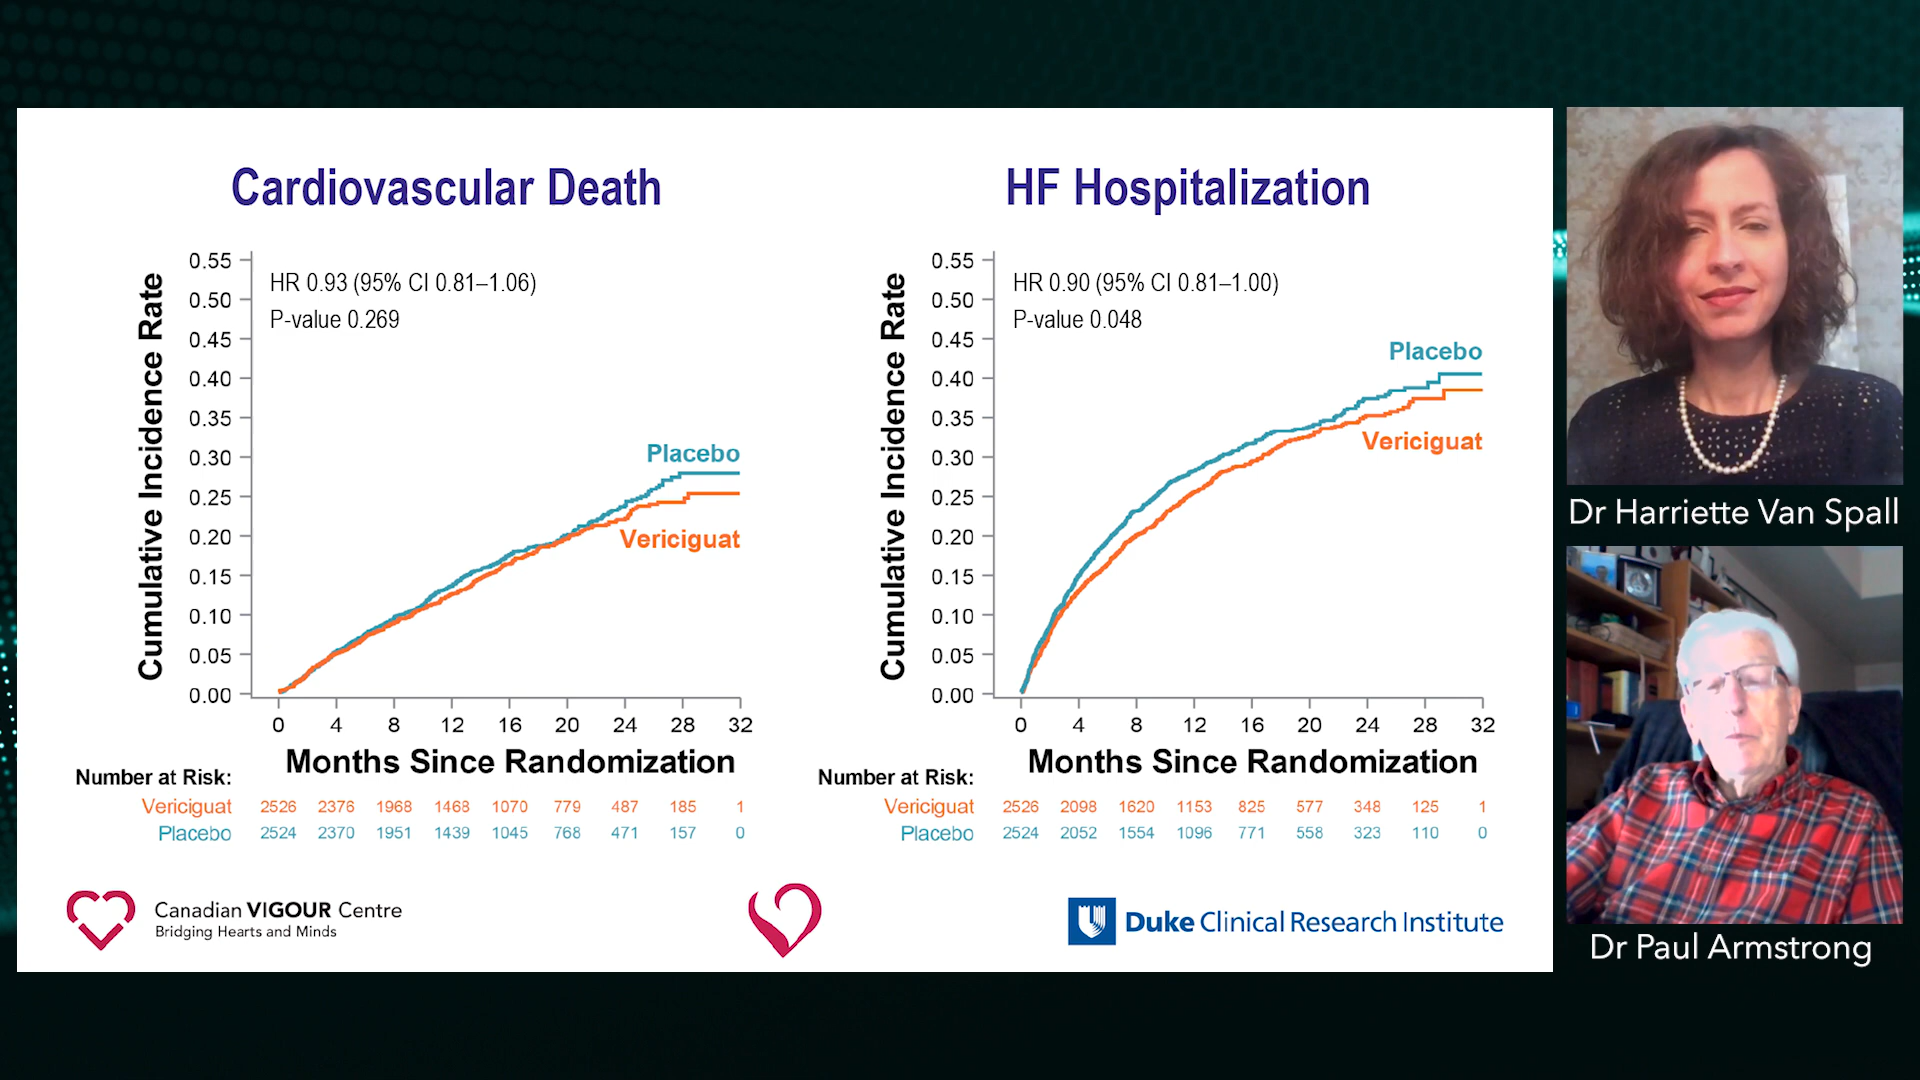 Cardiovascular Death
Cumulative Incidence Rate
0.55
0.50
0.45
0.40
0.35
0.30
0.25
0.20
0.15
0.10
0.05
0.00
HR 0.93 (95% CI 0.81–1.06)
P-value 0.269
Placebo
Vericiguat
0 4 8 12 16 20 24 28 32
Months Since Randomization
Number at Risk:
Vericiguat 2526 2376 1968 1468 1070 779 487 185 1
Placebo 2524 2370 1951 1439 1045 768 471 157 0
HF Hospitalization
Cumulative Incidence Rate
0.55
0.50
0.45
0.40
0.35
0.30
0.25
0.20
0.15
0.10
0.05
0.00
HR 0.90 (95% CI 0.81–1.00)
P-value 0.048
Placebo
Vericiguat
0 4 8 12 16 20 24 28 32
Months Since Randomization
Number at Risk:
Vericiguat 2526 2098 1620 1153 825 577 348 125 1
Placebo 2524 2052 1554 1096 771 558 323 110 0
Canadian VIGOUR Centre
Bridging Hearts and Minds
Duke Clinical Research Institute
Dr Harriette Van Spall
Dr Paul Armstrong